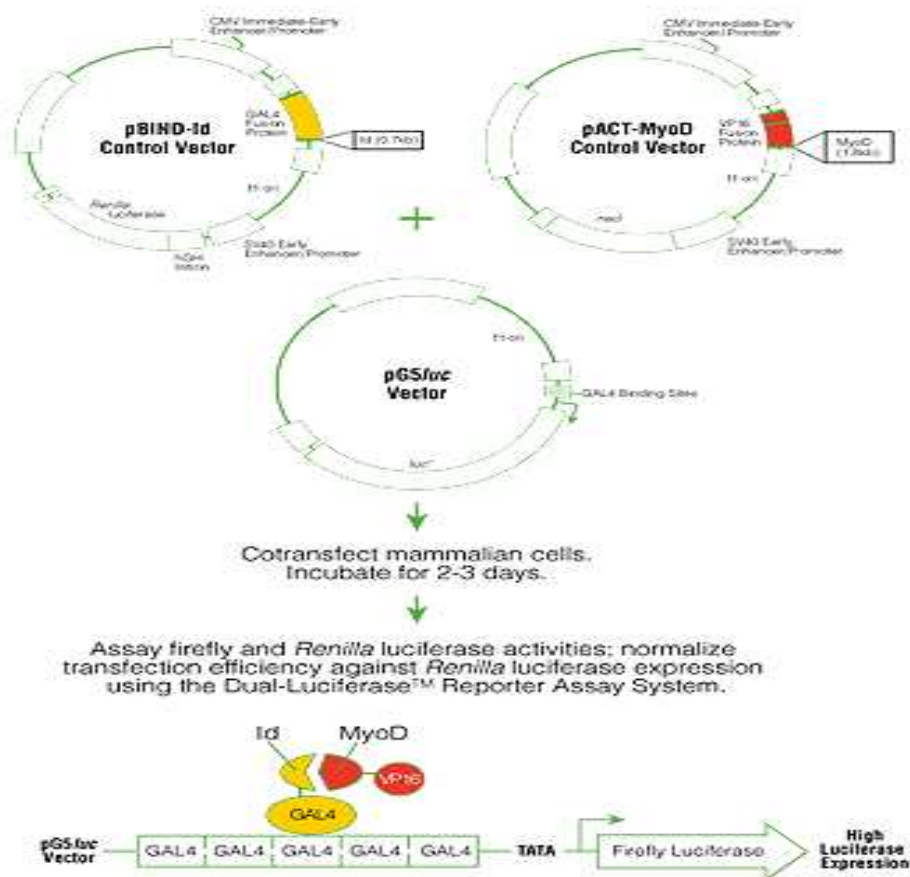 CMV Immediate-Early
Enhancer/Promoter
GAL4
Fusion
Protein
pBIND-Id
Control Vector
Id (0.7kb)
f1 ori
Renilla
luciferase
SV40 Early
Enhancer/Promoter
Intron
CMV Immediate-Early
Enhancer/Promoter
VP16
Fusion
Protein
pACT-MyoD
Control Vector
MyoD
f1 ori
SV40 Early
Enhancer/Promoter
+
f1 ori
pG5luc
Vector
GAL4 Binding Sites
Cotransfect mammalian cells.
Incubate for 2-3 days.
Assay firefly and Renilla luciferase activities; normalize
transfection efficiency against Renilla luciferase expression
using the Dual-Luciferase™ Reporter Assay System.
Id MyoD
VP16
GAL4
pG5luc
Vector
GAL4 GAL4 GAL4 GAL4 GAL4
TATA
Firefly Luciferase
High
Luciferase
Expression